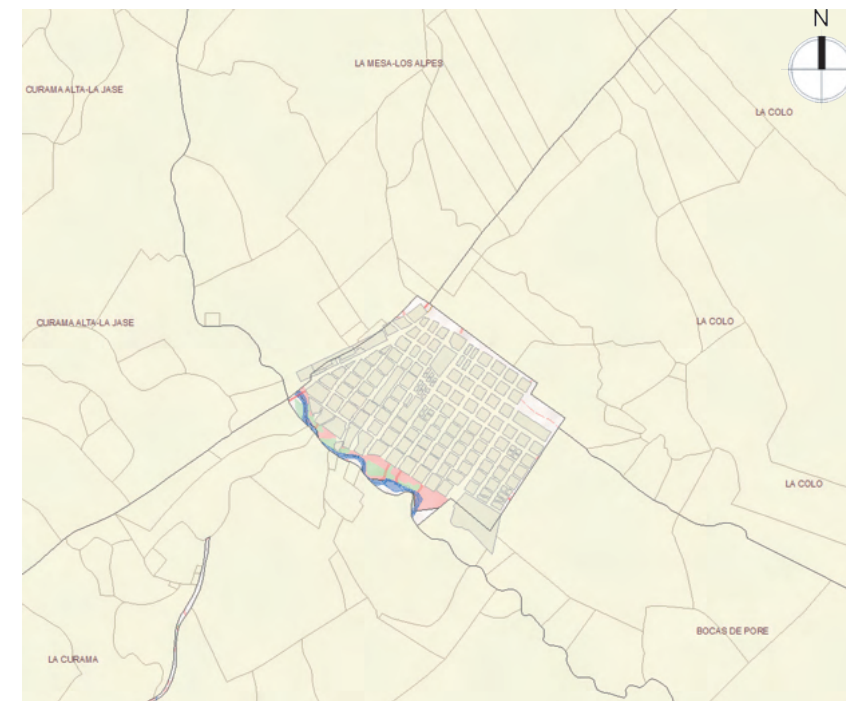 N
LA MESA-LOS ALPES
CURAMA ALTA-LA JASE
LA COLO
CURAMA ALTA-LA JASE
LA COLO
LA COLO
BOCAS DE PORE
LA CURAMA